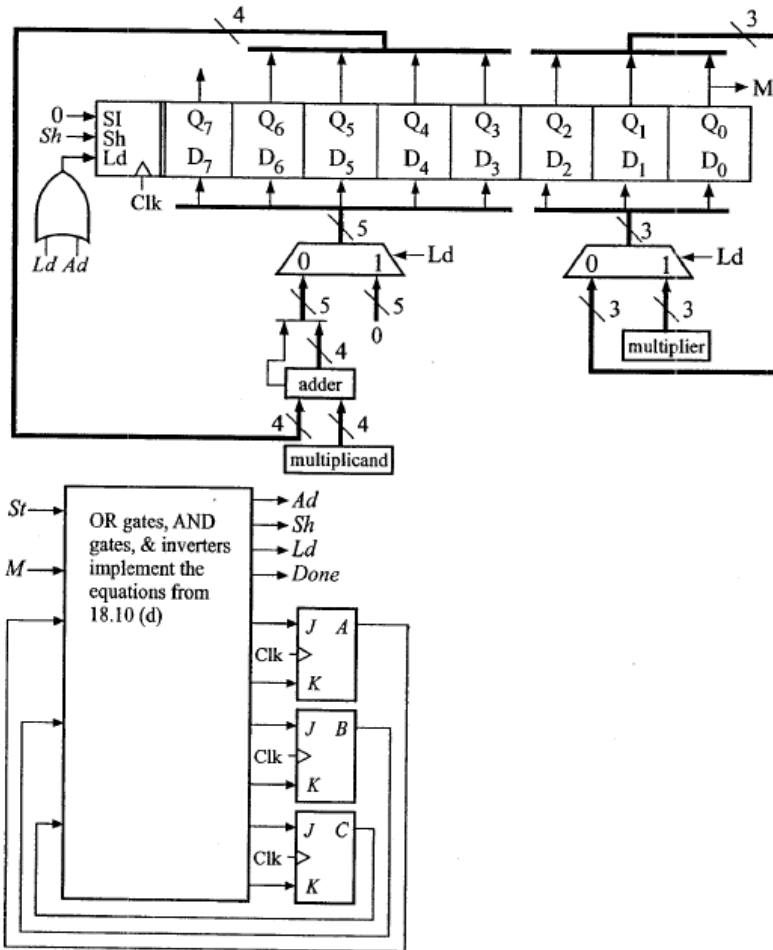 4
3
M
0
SI
Sh
Sh
Ld
Q7 Q6 Q5 Q4 Q3 Q2 Q1 Q0
D7 D6 D5 D4 D3 D2 D1 D0
Clk
Ld Ad
5
3
0 1
Ld
0 1
Ld
5
5
0
3
3
multiplier
4
adder
4
4
multiplicand
St
M
OR gates, AND
gates, & inverters
implement the
equations from
18.10 (d)
Ad
Sh
Ld
Done
J A
Clk
K
J B
Clk
K
J C
Clk
K